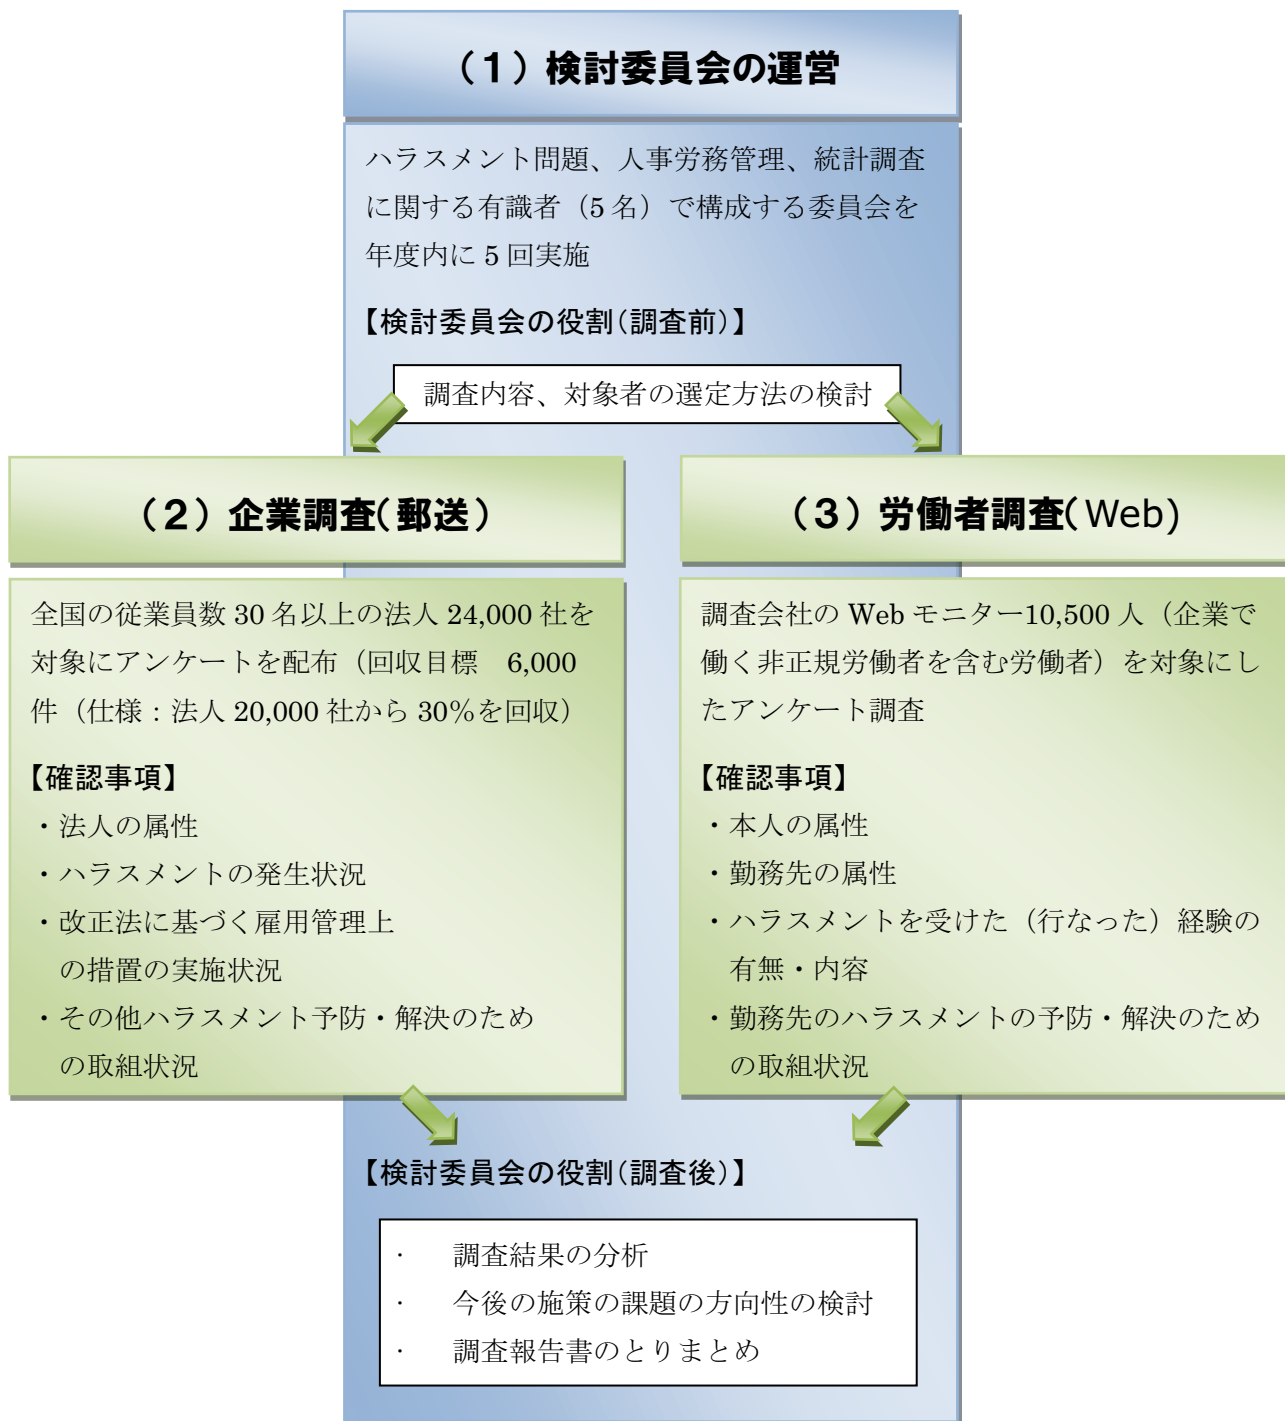 （１）検討委員会の運営
ハラスメント問題、人事労務管理、統計調査
に関する有識者（5 名）で構成する委員会を
年度内に 5 回実施
【検討委員会の役割（調査前）】
調査内容、対象者の選定方法の検討
（２）企業調査（郵送）
全国の従業員数 30 名以上の法人 24,000 社を
対象にアンケートを配布（回収目標　6,000
件（仕様：法人 20,000 社から 30％を回収）
【確認事項】
・法人の属性
・ハラスメントの発生状況
・改正法に基づく雇用管理上
の措置の実施状況
・その他ハラスメント予防・解決のため
の取組状況
（３）労働者調査（Web）
調査会社の Web モニター10,500 人（企業で
働く非正規労働者を含む労働者）を対象にし
たアンケート調査
【確認事項】
・本人の属性
・勤務先の属性
・ハラスメントを受けた（行なった）経験の
有無・内容
・勤務先のハラスメントの予防・解決のため
の取組状況
【検討委員会の役割（調査後）】
· 調査結果の分析
· 今後の施策の課題の方向性の検討
· 調査報告書のとりまとめ